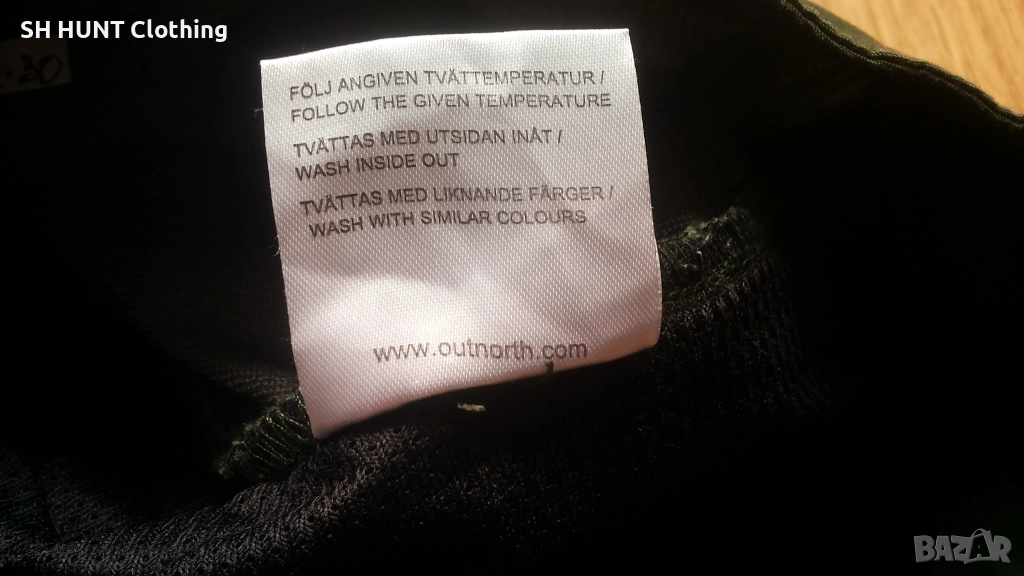 SH HUNT Clothing
.30
FÖLJ ANGIVEN TVÄTTEMPERATUR /
FOLLOW THE GIVEN TEMPERATURE
TVÄTTAS MED UTSIDAN INÅT /
WASH INSIDE OUT
TVÄTTAS MED LIKNANDE FÄRGER /
WASH WITH SIMILAR COLOURS
www.outnorth.com
BAZAR